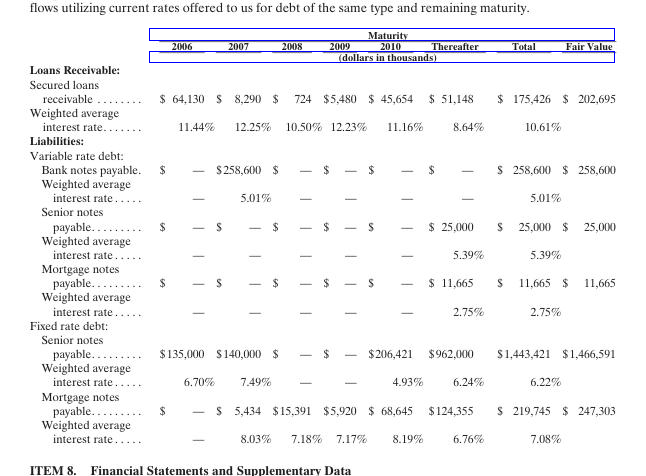 flows utilizing current rates offered to us for debt of the same type and remaining maturity.
Maturity
2006 2007 2008 2009 2010 Thereafter Total Fair Value
(dollars in thousands)
Loans Receivable:
Secured loans
receivable ........ $ 64,130 $ 8,290 $ 724 $5,480 $ 45,654 $ 51,148 $ 175,426 $ 202,695
Weighted average
interest rate....... 11.44% 12.25% 10.50% 12.23% 11.16% 8.64% 10.61%
Liabilities:
Variable rate debt:
Bank notes payable. $ — $258,600 $ — $ — $ — $ — $ 258,600 $ 258,600
Weighted average
interest rate..... — 5.01% — — — — 5.01%
Senior notes
payable......... $ — $ — $ — $ — $ — $ 25,000 $ 25,000 $ 25,000
Weighted average
interest rate..... — — — — — 5.39% 5.39%
Mortgage notes
payable......... $ — $ — $ — $ — $ — $ 11,665 $ 11,665 $ 11,665
Weighted average
interest rate..... — — — — — 2.75% 2.75%
Fixed rate debt:
Senior notes
payable......... $135,000 $140,000 $ — $ — $206,421 $962,000 $1,443,421 $1,466,591
Weighted average
interest rate..... 6.70% 7.49% — — 4.93% 6.24% 6.22%
Mortgage notes
payable......... $ — $ 5,434 $15,391 $5,920 $ 68,645 $124,355 $ 219,745 $ 247,303
Weighted average
interest rate..... — 8.03% 7.18% 7.17% 8.19% 6.76% 7.08%
ITEM 8. Financial Statements and Supplementary Data